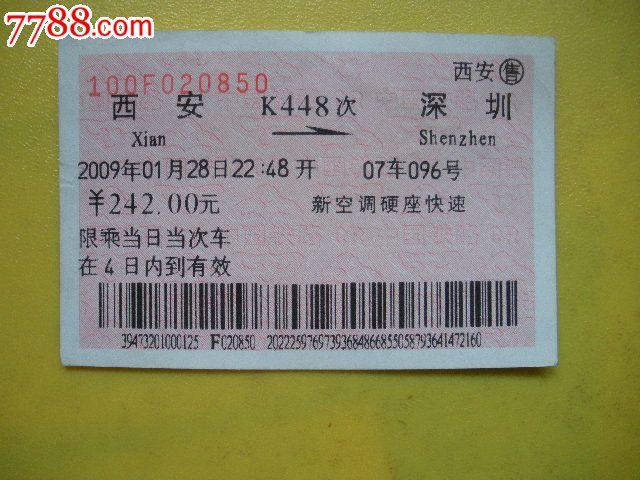 7788.com
100F020850
西安 售
西安 K448次 深圳
Xian Shenzhen
2009年01月28日22:48开 07车096号
¥242.00元 新空调硬座快速
限乘当日当次车
在4日内到有效
39473201000125 F020850 20222597697393684866855058793641472160